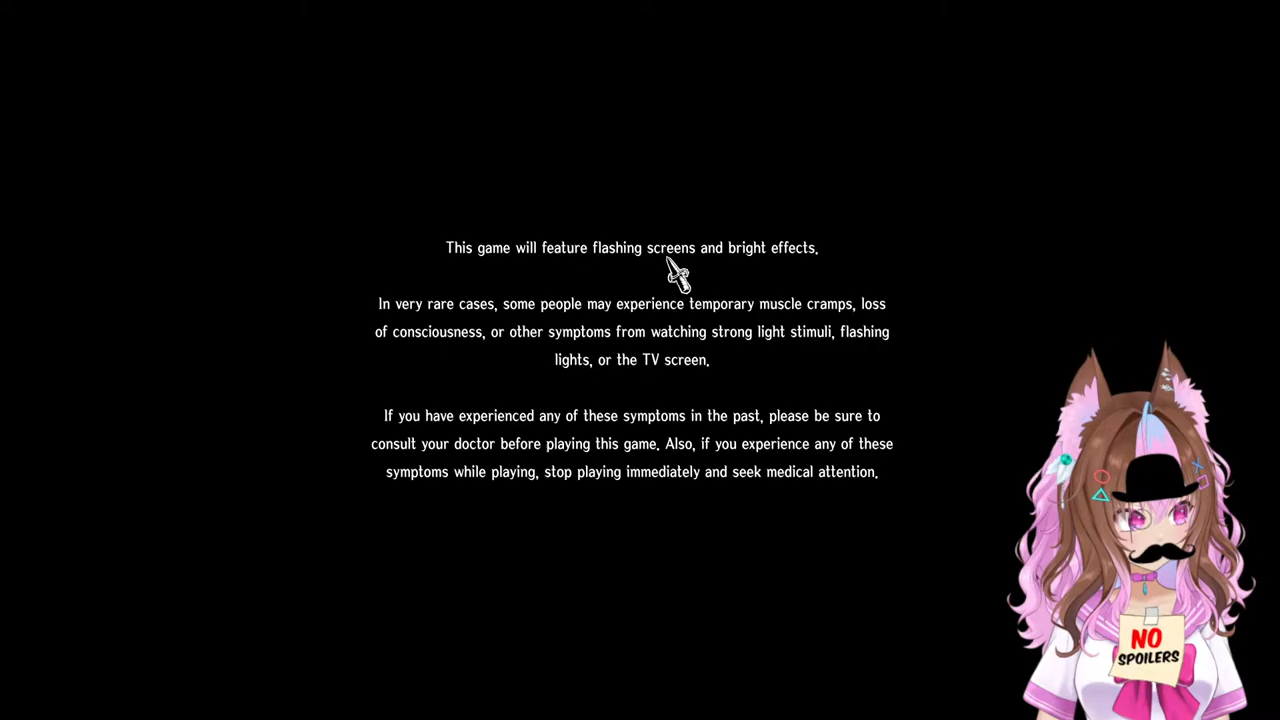 This game will feature flashing screens and bright effects.
In very rare cases, some people may experience temporary muscle cramps, loss
of consciousness, or other symptoms from watching strong light stimuli, flashing
lights, or the TV screen.
If you have experienced any of these symptoms in the past, please be sure to
consult your doctor before playing this game. Also, if you experience any of these
symptoms while playing, stop playing immediately and seek medical attention.
NO
SPOILERS